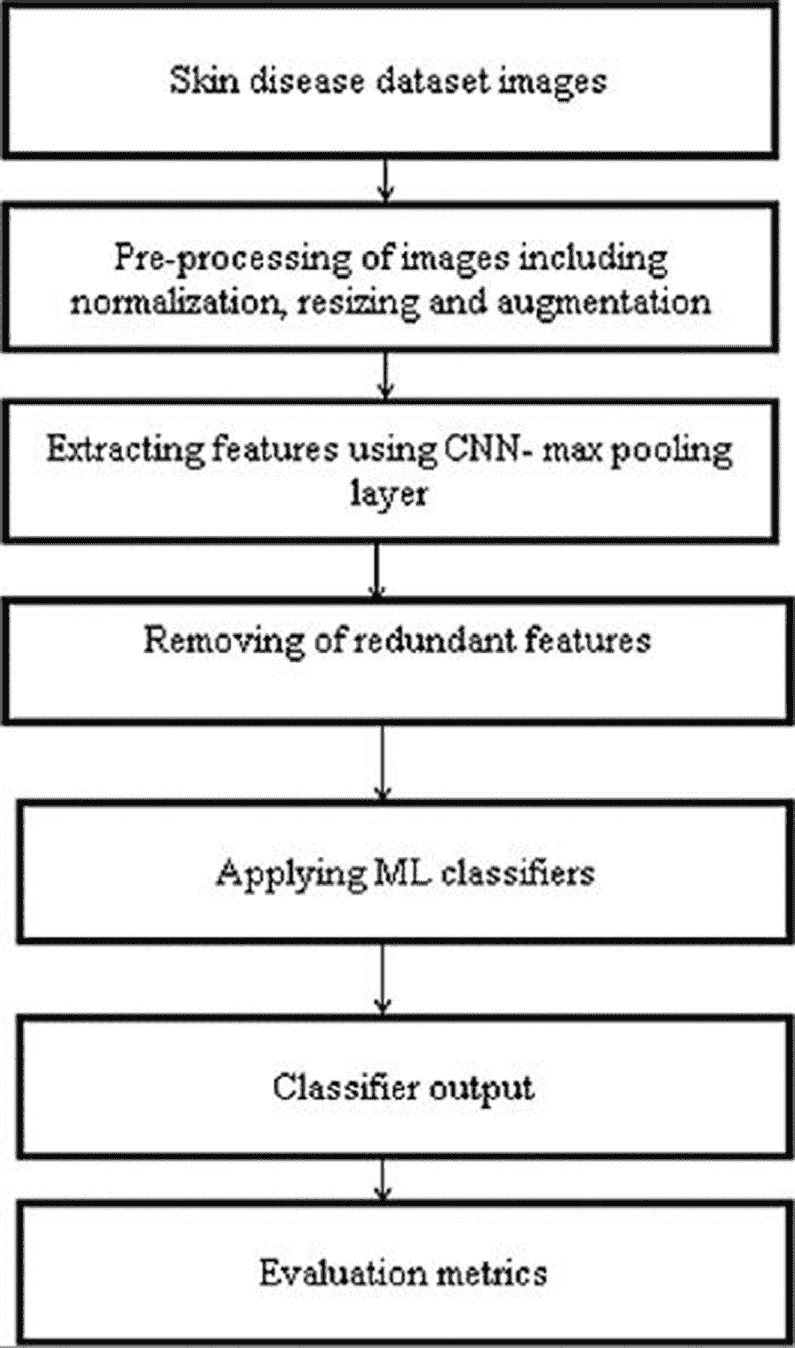 Skin disease dataset images
Pre-processing of images including
normalization, resizing and augmentation
Extracting features using CNN- max pooling
layer
Removing of redundant features
Applying ML classifiers
Classifier output
Evaluation metrics